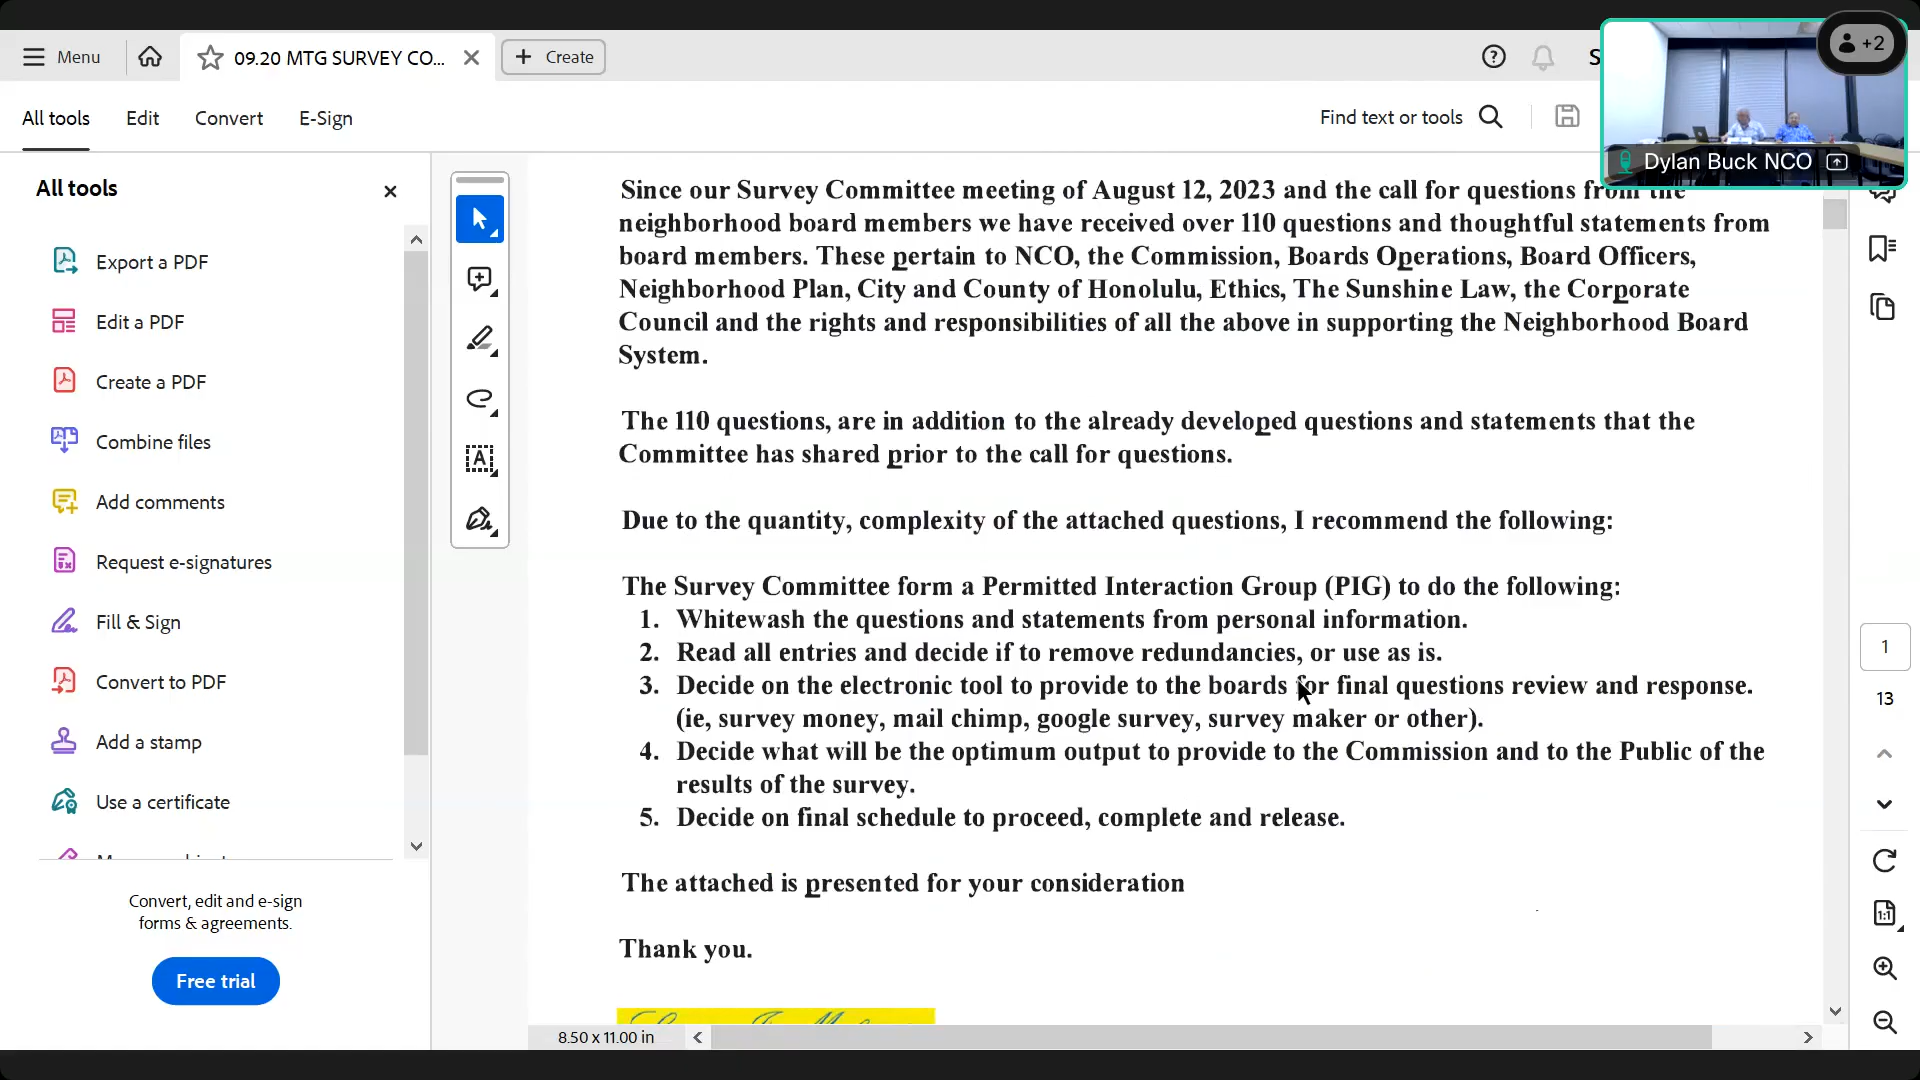 Menu
09.20 MTG SURVEY CO...
Create
+2
All tools
Edit
Convert
E-Sign
Find text or tools
Dylan Buck NCO
All tools
Export a PDF
Edit a PDF
Create a PDF
Combine files
Add comments
Request e-signatures
Fill & Sign
Convert to PDF
Add a stamp
Use a certificate
Convert, edit and e-sign
forms & agreements.
Free trial
Since our Survey Committee meeting of August 12, 2023 and the call for questions from the
neighborhood board members we have received over 110 questions and thoughtful statements from
board members. These pertain to NCO, the Commission, Boards Operations, Board Officers,
Neighborhood Plan, City and County of Honolulu, Ethics, The Sunshine Law, the Corporate
Council and the rights and responsibilities of all the above in supporting the Neighborhood Board
System.
The 110 questions, are in addition to the already developed questions and statements that the
Committee has shared prior to the call for questions.
Due to the quantity, complexity of the attached questions, I recommend the following:
The Survey Committee form a Permitted Interaction Group (PIG) to do the following:
1. Whitewash the questions and statements from personal information.
2. Read all entries and decide if to remove redundancies, or use as is.
3. Decide on the electronic tool to provide to the boards for final questions review and response.
(ie, survey money, mail chimp, google survey, survey maker or other).
4. Decide what will be the optimum output to provide to the Commission and to the Public of the
results of the survey.
5. Decide on final schedule to proceed, complete and release.
The attached is presented for your consideration
Thank you.
8.50 x 11.00 in
1
13
1:1